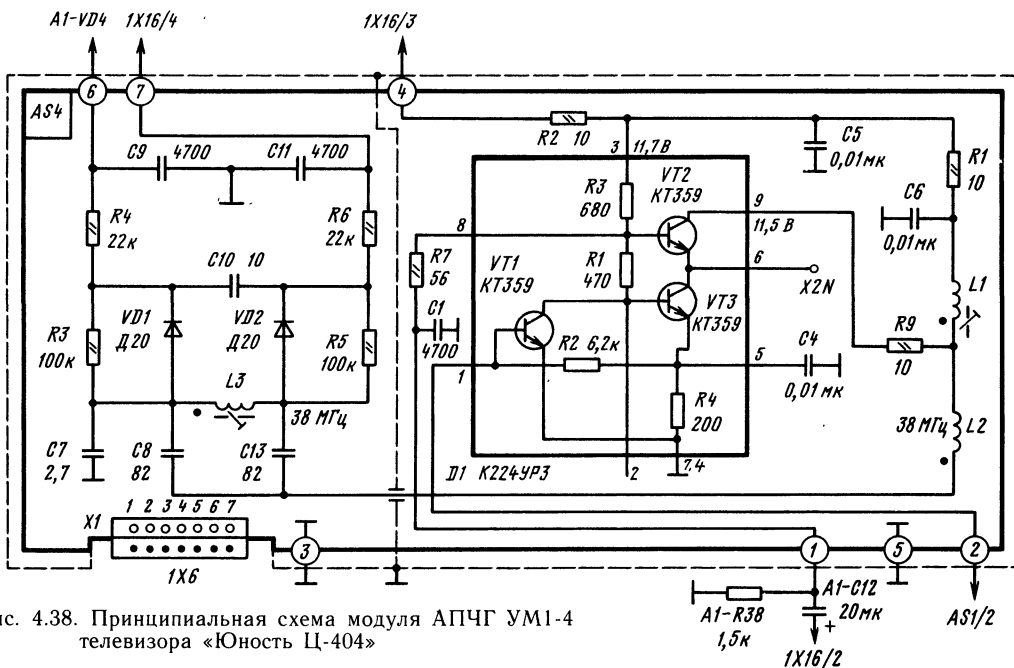 A1-VD4 1X16/4 1X16/3
6 7 4
AS4
C9 4700 C11 4700
R2 10
3 11,7 В
C5
0,01мк
R1
10
R4
22к
R6
22к
R3
680
VT2
КТ359
C6
0,01мк
9
11,5 В
8
R7
56
C10 10
VT1
КТ359
R1
470
6
X2N
L1
VD1
Д20
VD2
Д20
VT3
КТ359
R3
100к
R5
100к
C1
4700
R2 6,2к
5
C4
0,01мк
R9
10
1
L3
38 МГц
R4
200
38 МГц L2
C7
2,7
C8
82
C13
82
D1 К224УР3
2
7,4
X1
1 2 3 4 5 6 7
1X6
3 1 5 2
A1-R38
1,5к
A1-C12
20мк
+
1X16/2
AS1/2
ис. 4.38. Принципиальная схема модуля АПЧГ УМ1-4
телевизора «Юность Ц-404»